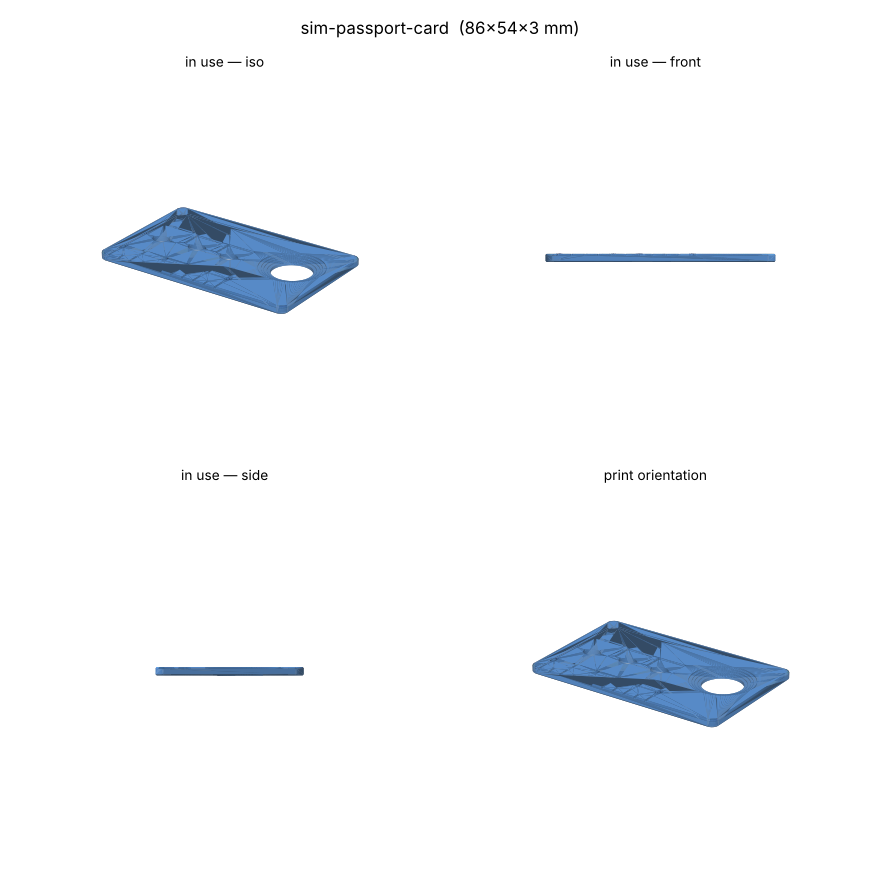 sim-passport-card (86×54×3 mm)
in use — iso
in use — front
in use — side
print orientation